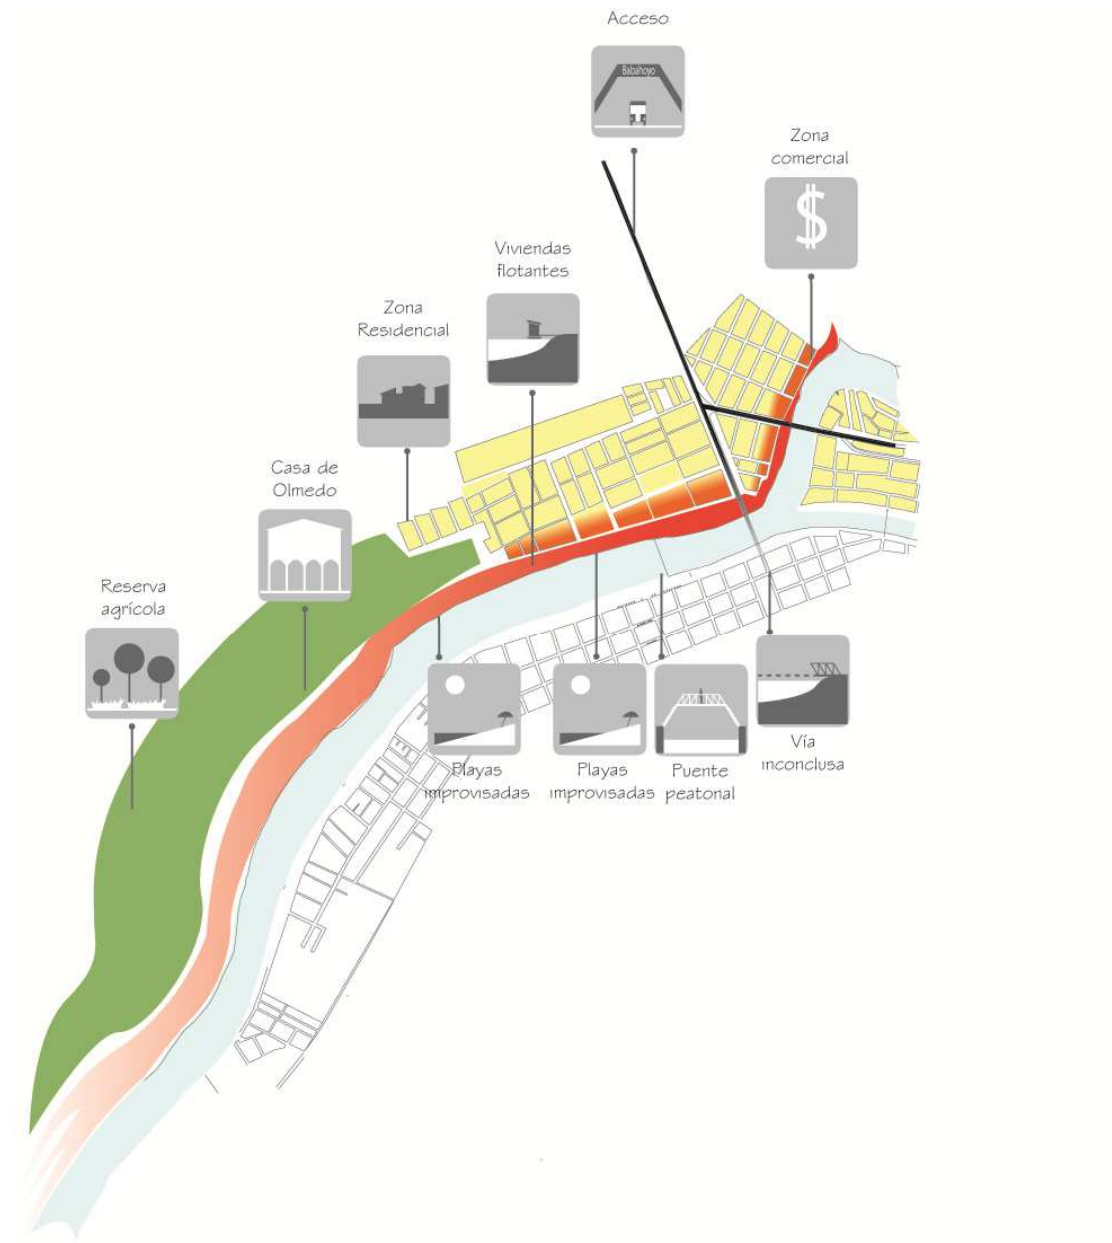 Acceso
Babahoyo
Zona
comercial
Viviendas
flotantes
Zona
Residencial
Casa de
Olmedo
Reserva
agrícola
Playas
improvisadas
Playas
improvisadas
Puente
peatonal
Vía
inconclusa